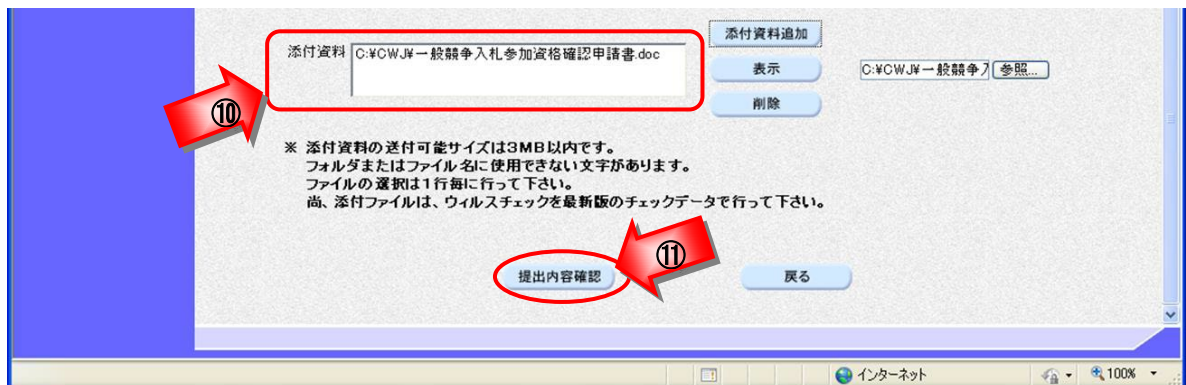 添付資料追加
添付資料 C:¥CWJ¥一般競争入札参加資格確認申請書.doc
表示
C:¥CWJ¥一般競争入 参照...
削除
⑩
※ 添付資料の送付可能サイズは3MB以内です。
フォルダまたはファイル名に使用できない文字があります。
ファイルの選択は1行毎に行って下さい。
尚、添付ファイルは、ウィルスチェックを最新版のチェックデータで行って下さい。
⑪
提出内容確認
戻る
インターネット
100%